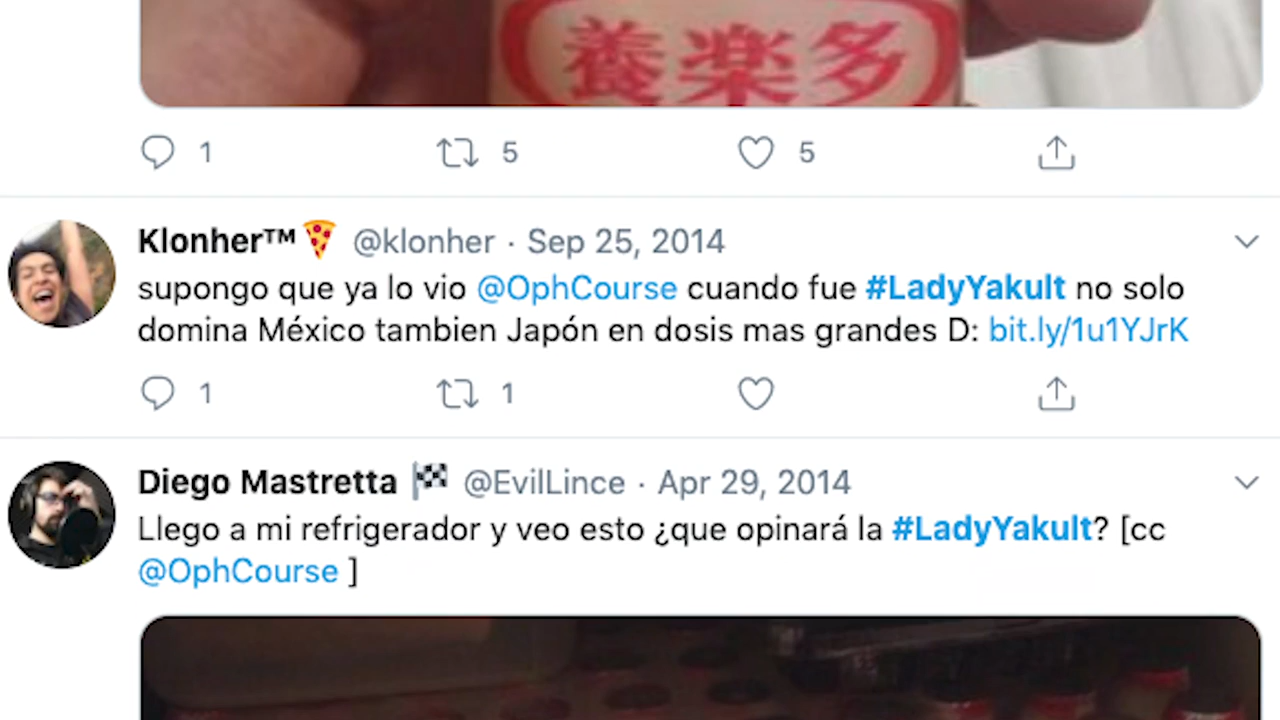 養楽多
1 5 5
Klonher™🍕 @klonher · Sep 25, 2014
supongo que ya lo vio @OphCourse cuando fue #LadyYakult no solo
domina México tambien Japón en dosis mas grandes D: bit.ly/1u1YJrK
1 1
Diego Mastretta 🏁 @EvilLince · Apr 29, 2014
Llego a mi refrigerador y veo esto ¿que opinará la #LadyYakult? [cc
@OphCourse ]